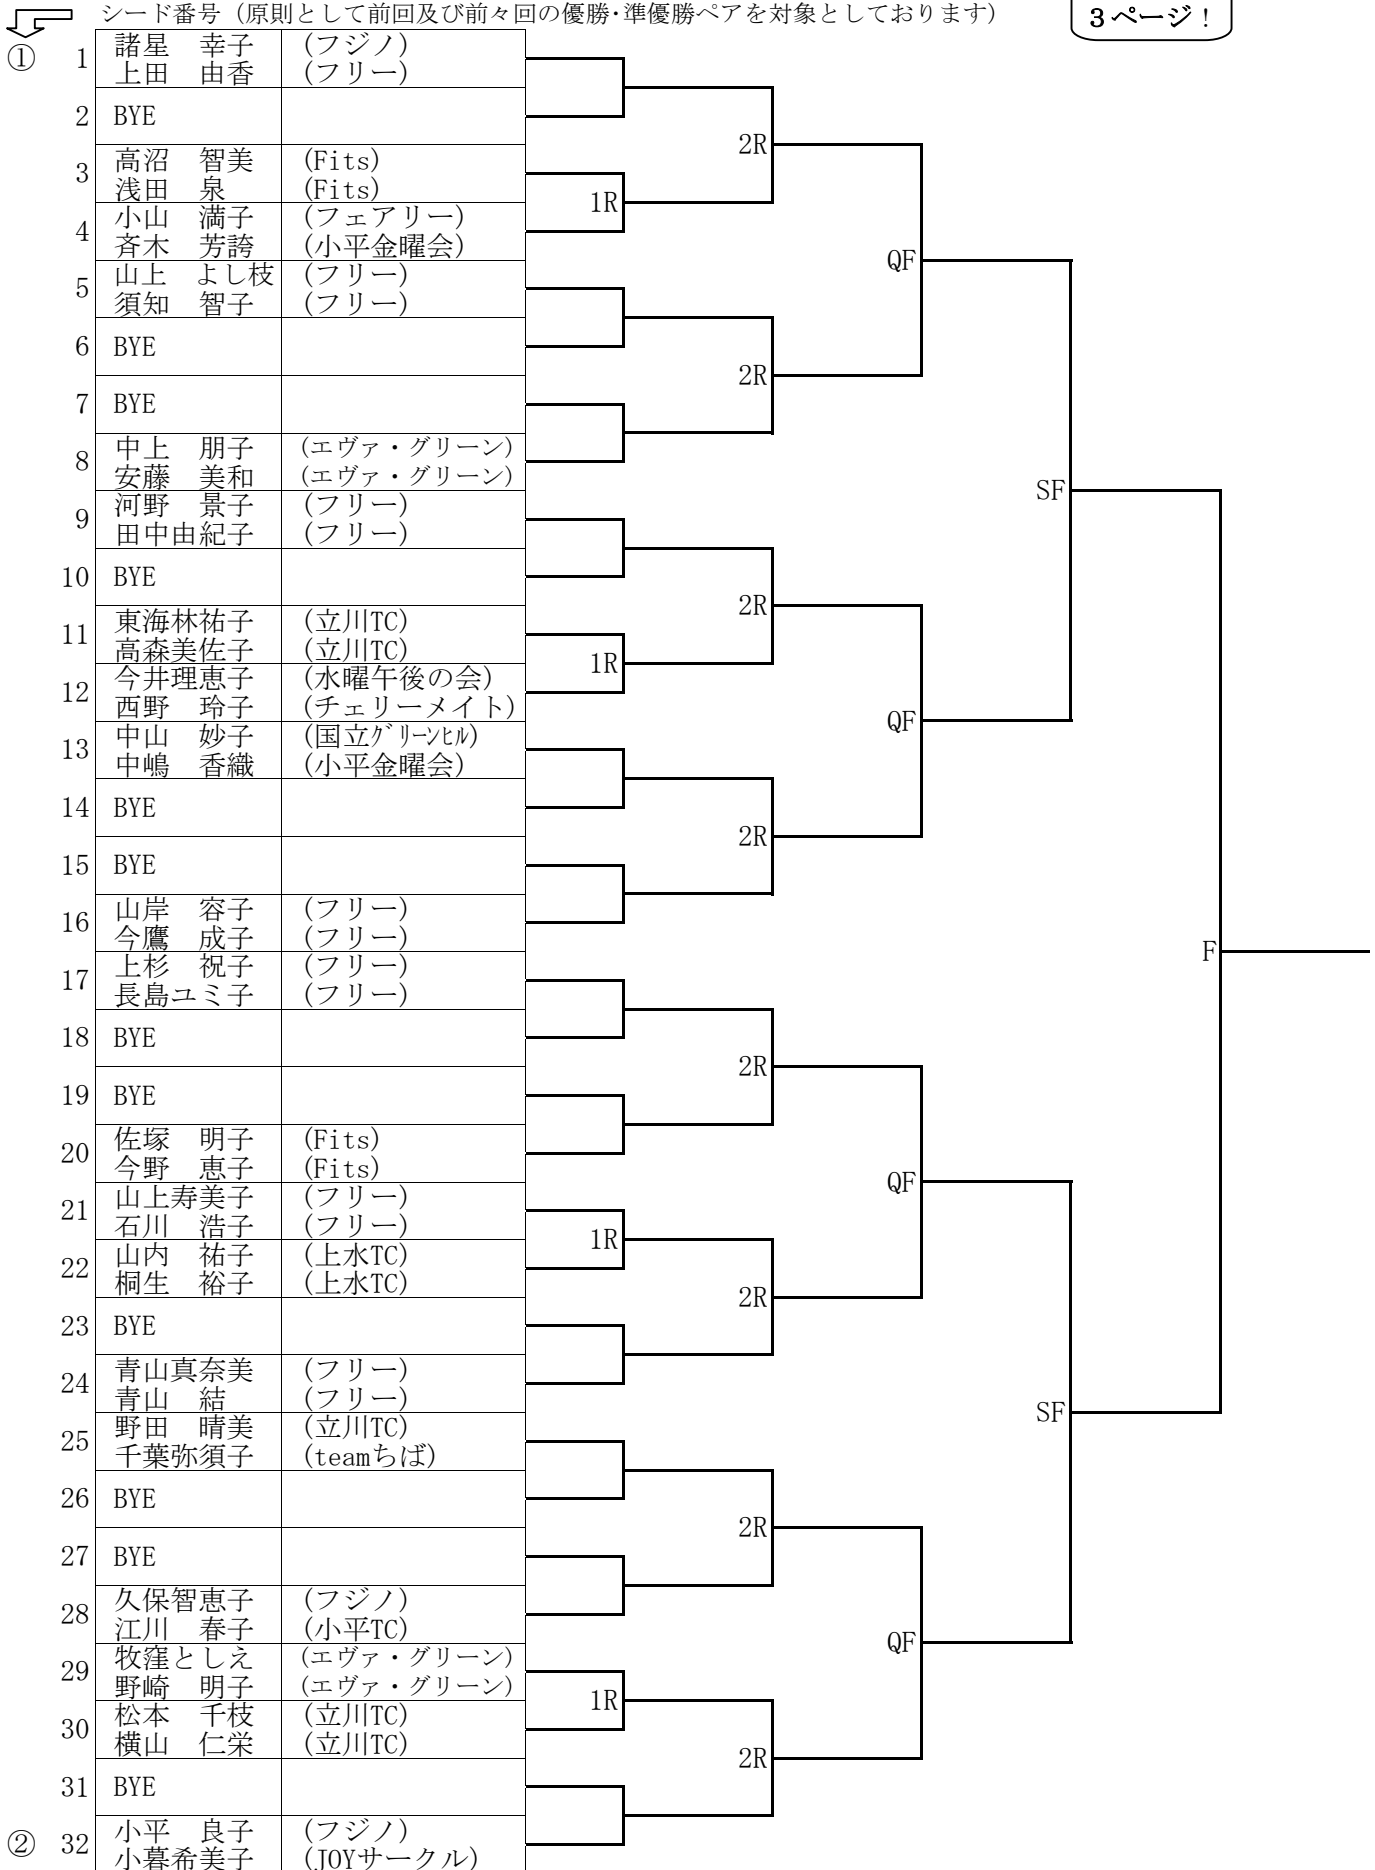 シード番号（原則として前回及び前々回の優勝･準優勝ペアを対象としております）
３ページ！
① 1 諸星　幸子 (フジノ)
上田　由香 (フリー)
2 BYE
3 高沼　智美 (Fits)
浅田　泉 (Fits)
1R
2R
4 小山　満子 (フェアリー)
斉木　芳誇 (小平金曜会)
QF
5 山上　よし枝 (フリー)
須知　智子 (フリー)
6 BYE
2R
7 BYE
8 中上　朋子 (エヴァ・グリーン)
安藤　美和 (エヴァ・グリーン)
SF
9 河野　景子 (フリー)
田中由紀子 (フリー)
10 BYE
2R
11 東海林祐子 (立川TC)
高森美佐子 (立川TC)
1R
12 今井理恵子 (水曜午後の会)
西野　玲子 (チェリーメイト)
QF
13 中山　妙子 (国立ｸﾞﾘｰﾝﾋﾙ)
中嶋　香織 (小平金曜会)
14 BYE
2R
15 BYE
16 山岸　容子 (フリー)
今鷹　成子 (フリー)
F
17 上杉　祝子 (フリー)
長島ユミ子 (フリー)
18 BYE
2R
19 BYE
20 佐塚　明子 (Fits)
今野　恵子 (Fits)
QF
21 山上寿美子 (フリー)
石川　浩子 (フリー)
1R
22 山内　祐子 (上水TC)
桐生　裕子 (上水TC)
2R
23 BYE
24 青山真奈美 (フリー)
青山　結 (フリー)
SF
25 野田　晴美 (立川TC)
千葉弥須子 (teamちば)
26 BYE
2R
27 BYE
28 久保智恵子 (フジノ)
江川　春子 (小平TC)
QF
29 牧窪としえ (エヴァ・グリーン)
野崎　明子 (エヴァ・グリーン)
1R
30 松本　千枝 (立川TC)
横山　仁栄 (立川TC)
2R
31 BYE
② 32 小平　良子 (フジノ)
小暮希美子 (JOYサークル)